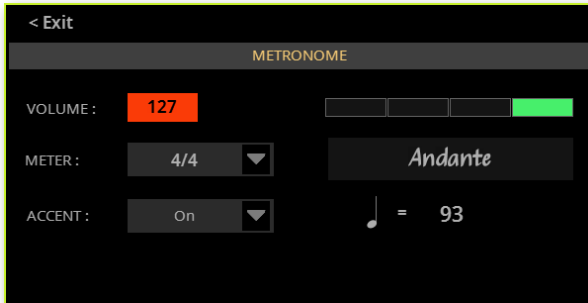 < Exit
METRONOME
VOLUME : 127
METER : 4/4 Andante
ACCENT : On = 93